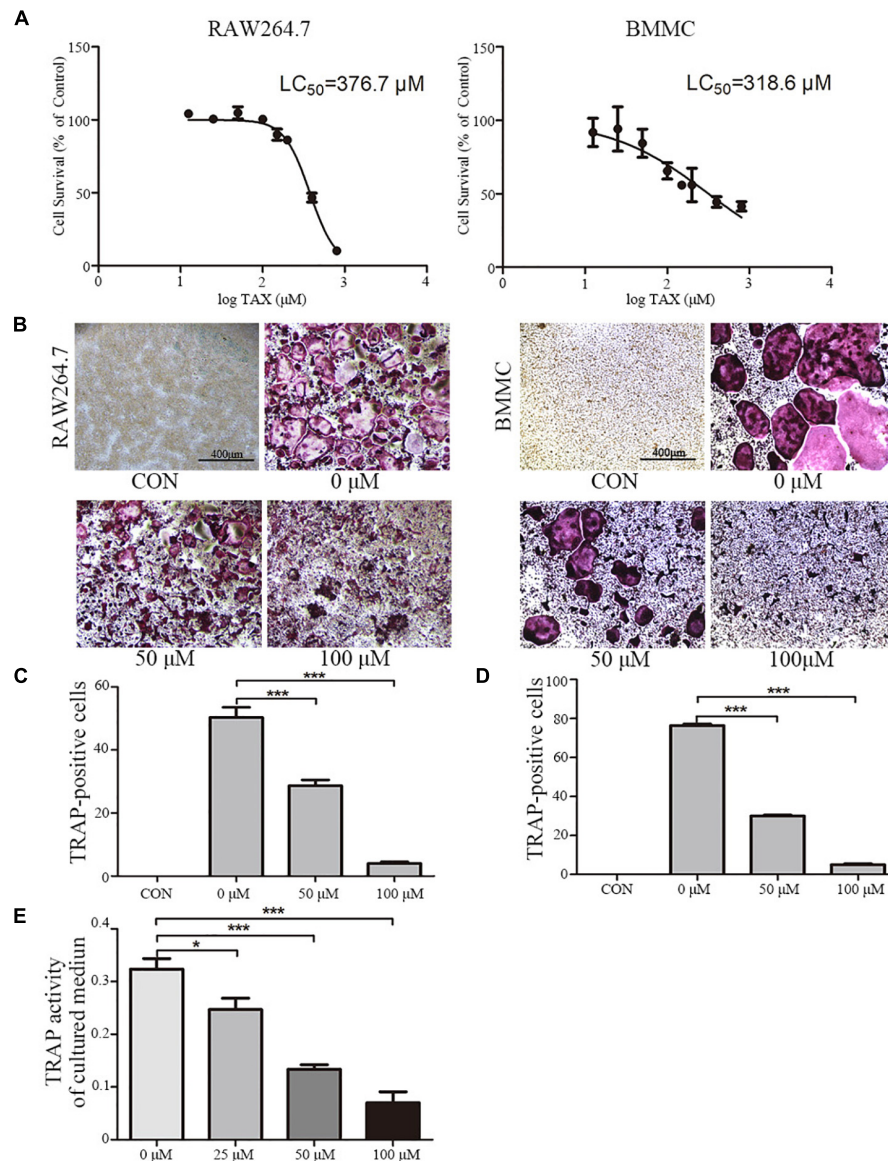 A
RAW264.7
BMMC
150
100
50
0
LC50=376.7 µM
Cell Survival (% of Control)
0 1 2 3 4
log TAX (µM)
150
100
50
0
LC50=318.6 µM
Cell Survival (% of Control)
0 1 2 3 4
log TAX (µM)
B
RAW264.7
400µm
CON
0 µM
50 µM
100 µM
BMMC
400µm
CON
0 µM
50 µM
100µM
C
TRAP-positive cells
60
40
20
0
***
***
CON 0 µM 50 µM 100 µM
D
TRAP-positive cells
100
80
60
40
20
0
***
***
CON 0 µM 50 µM 100 µM
E
TRAP activity
of cultured mediun
0.4
0.3
0.2
0.1
0
***
***
*
0 µM 25 µM 50 µM 100 µM